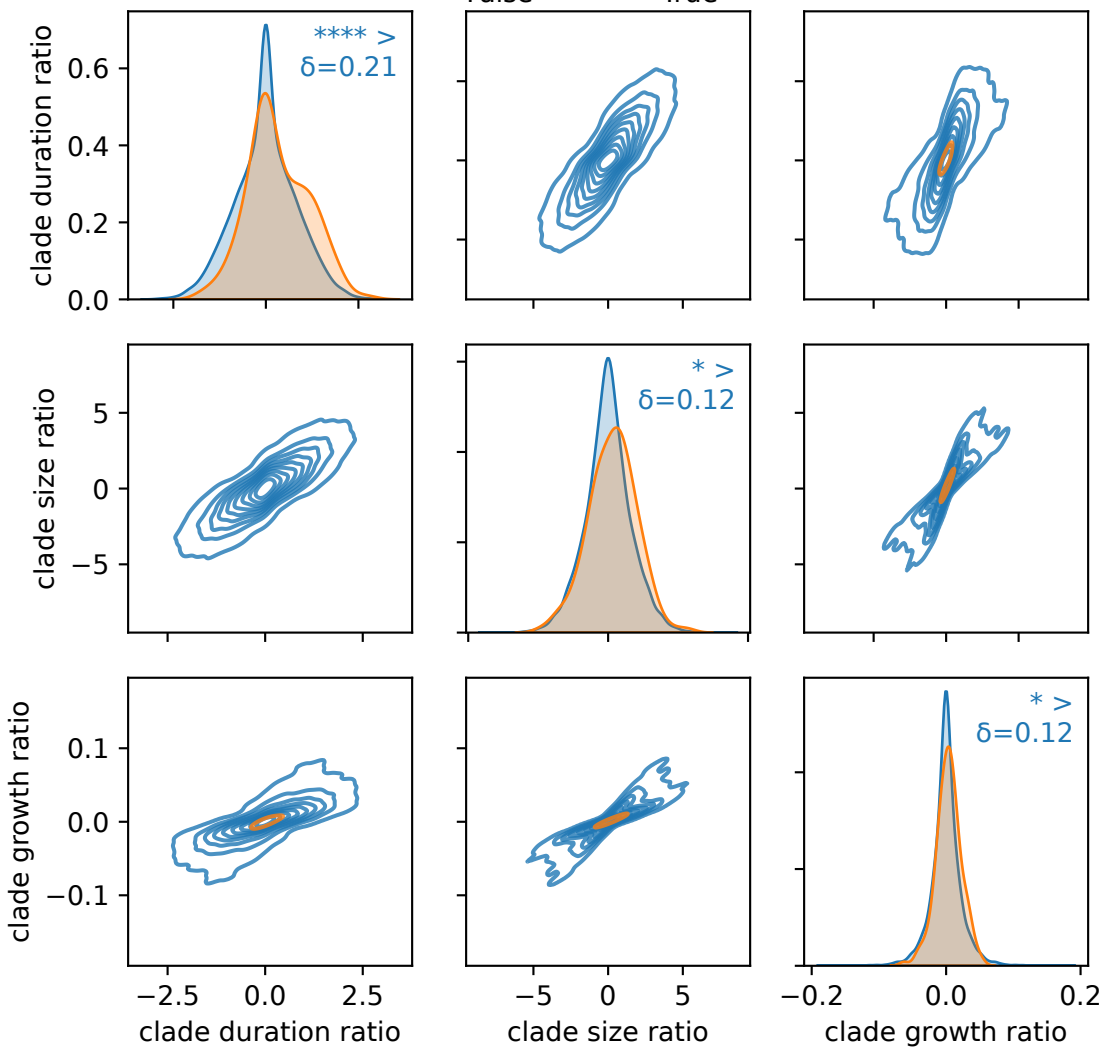 True
**** >
δ=0.21
clade duration ratio
0.6
0.4
0.2
0.0
* >
δ=0.12
clade size ratio
5
0
−5
* >
δ=0.12
clade growth ratio
0.1
0.0
−0.1
−2.5 0.0 2.5
−5 0 5
−0.2 0.0 0.2
clade duration ratio
clade size ratio
clade growth ratio